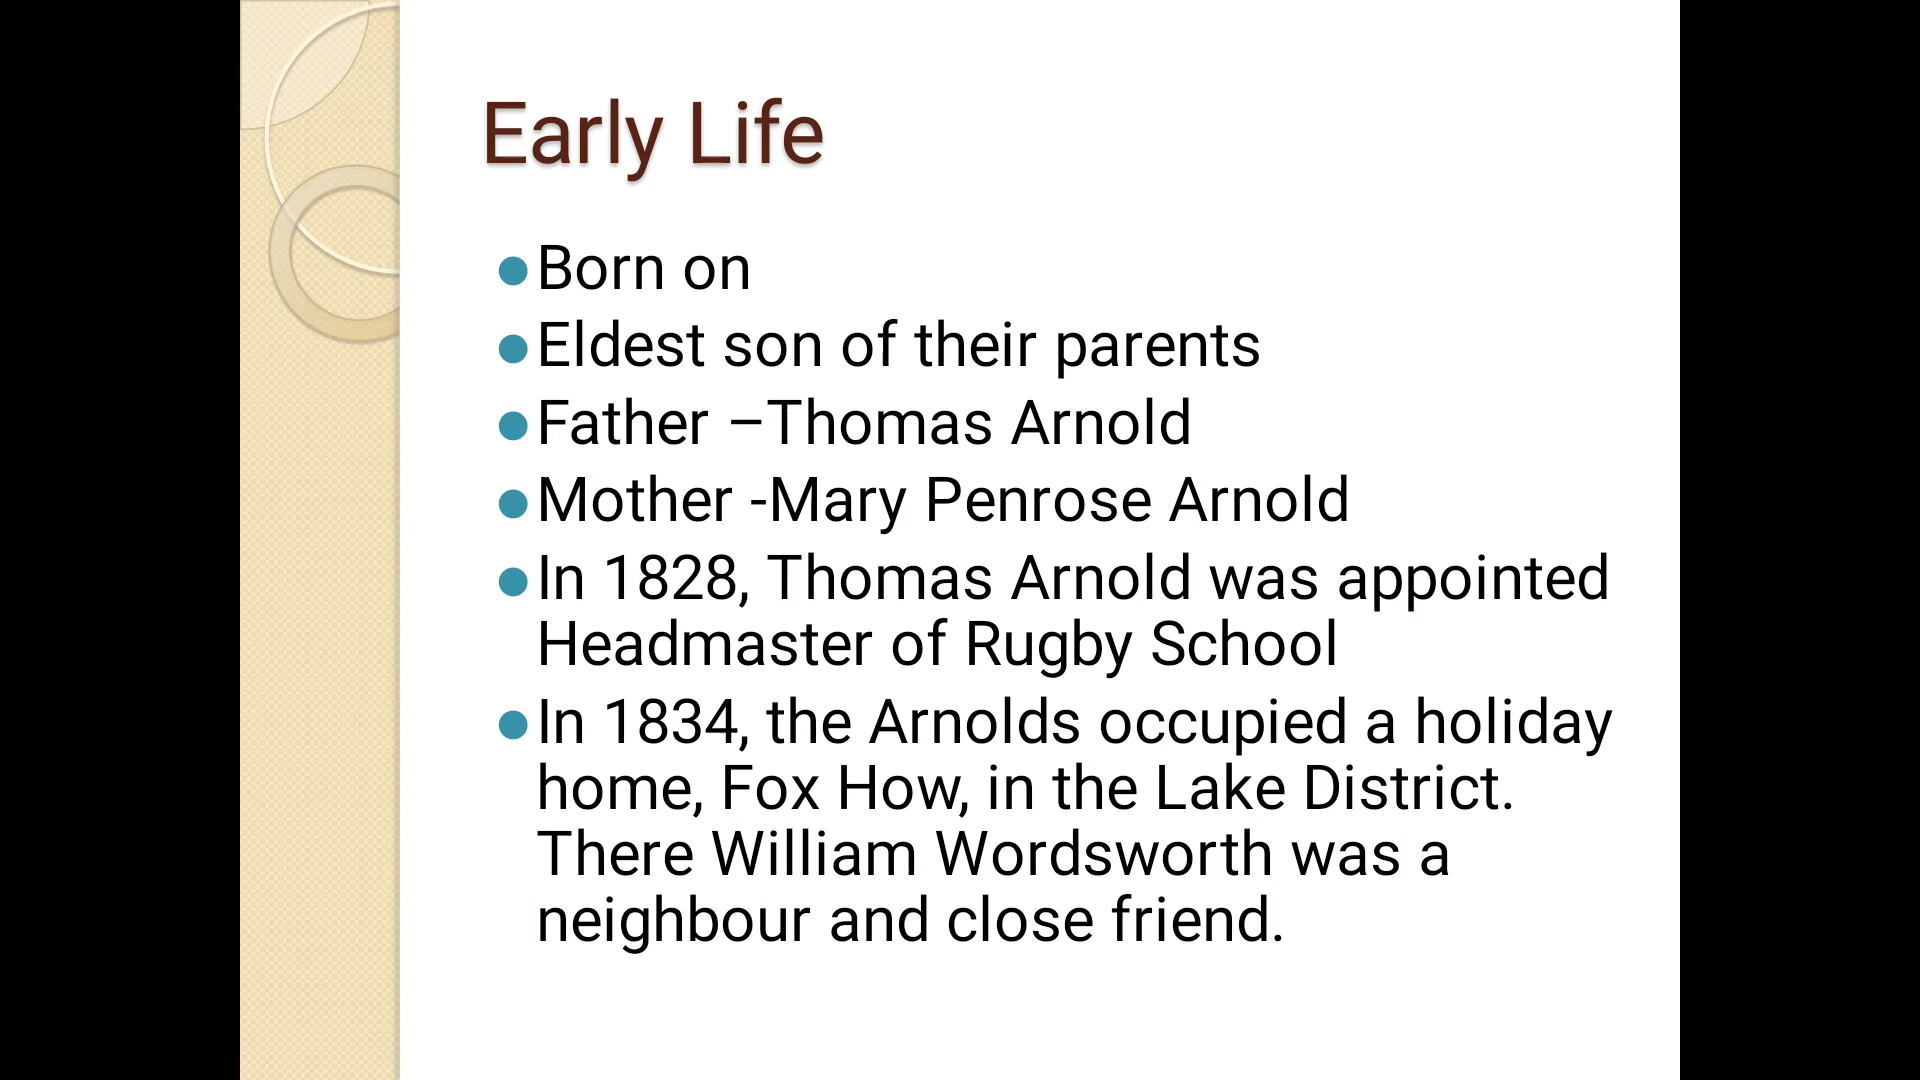 Early Life
Born on
Eldest son of their parents
Father –Thomas Arnold
Mother -Mary Penrose Arnold
In 1828, Thomas Arnold was appointed
Headmaster of Rugby School
In 1834, the Arnolds occupied a holiday
home, Fox How, in the Lake District.
There William Wordsworth was a
neighbour and close friend.